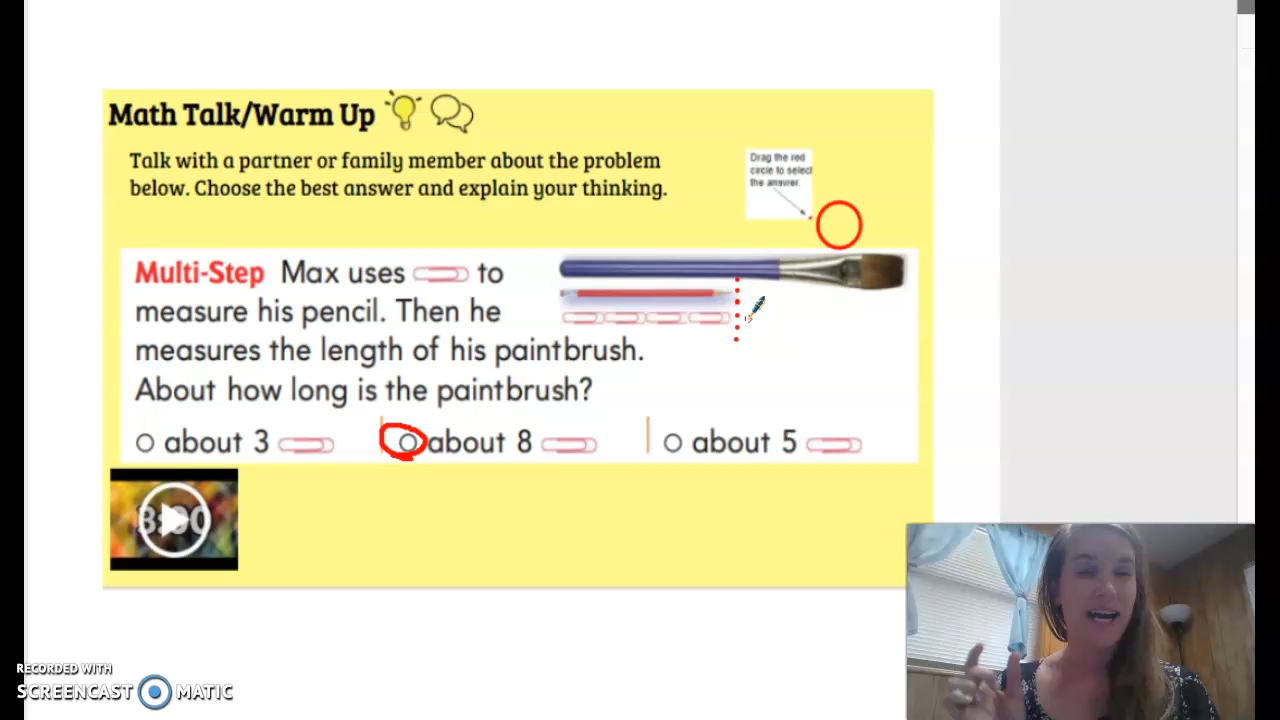 Math Talk/Warm Up
Talk with a partner or family member about the problem
below. Choose the best answer and explain your thinking.
Drag the red
circle to select
the answer.
Multi-Step Max uses to
measure his pencil. Then he
measures the length of his paintbrush.
About how long is the paintbrush?
about 3
about 8
about 5
RECORDED WITH
SCREENCAST MATIC